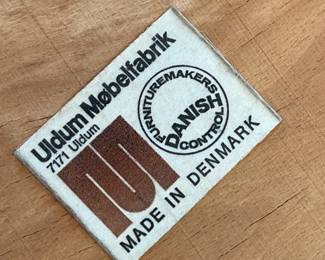 Uldum Møbelfabrik
7171 Uldum
FURNITUREMAKERS
DANISH
CONTROL
MADE IN DENMARK